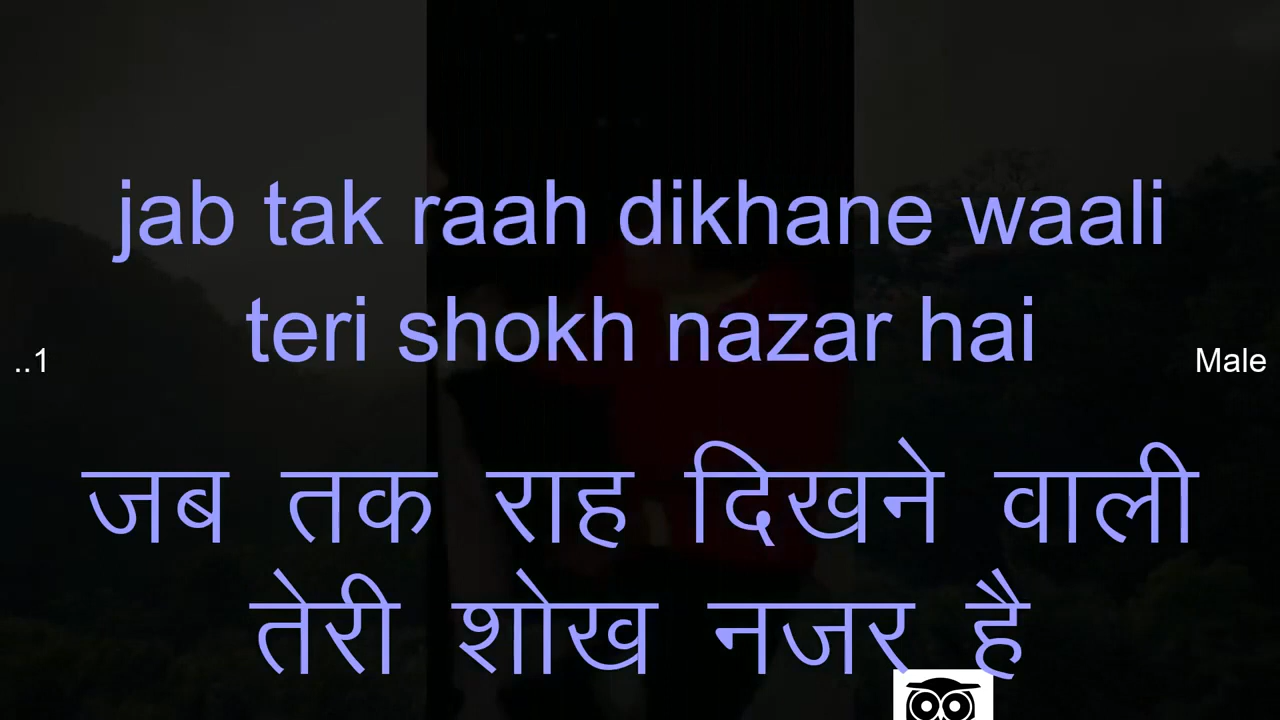 jab tak raah dikhane waali
teri shokh nazar hai
..1
Male
जब तक राह दिखने वाली
तेरी शोख नजर है